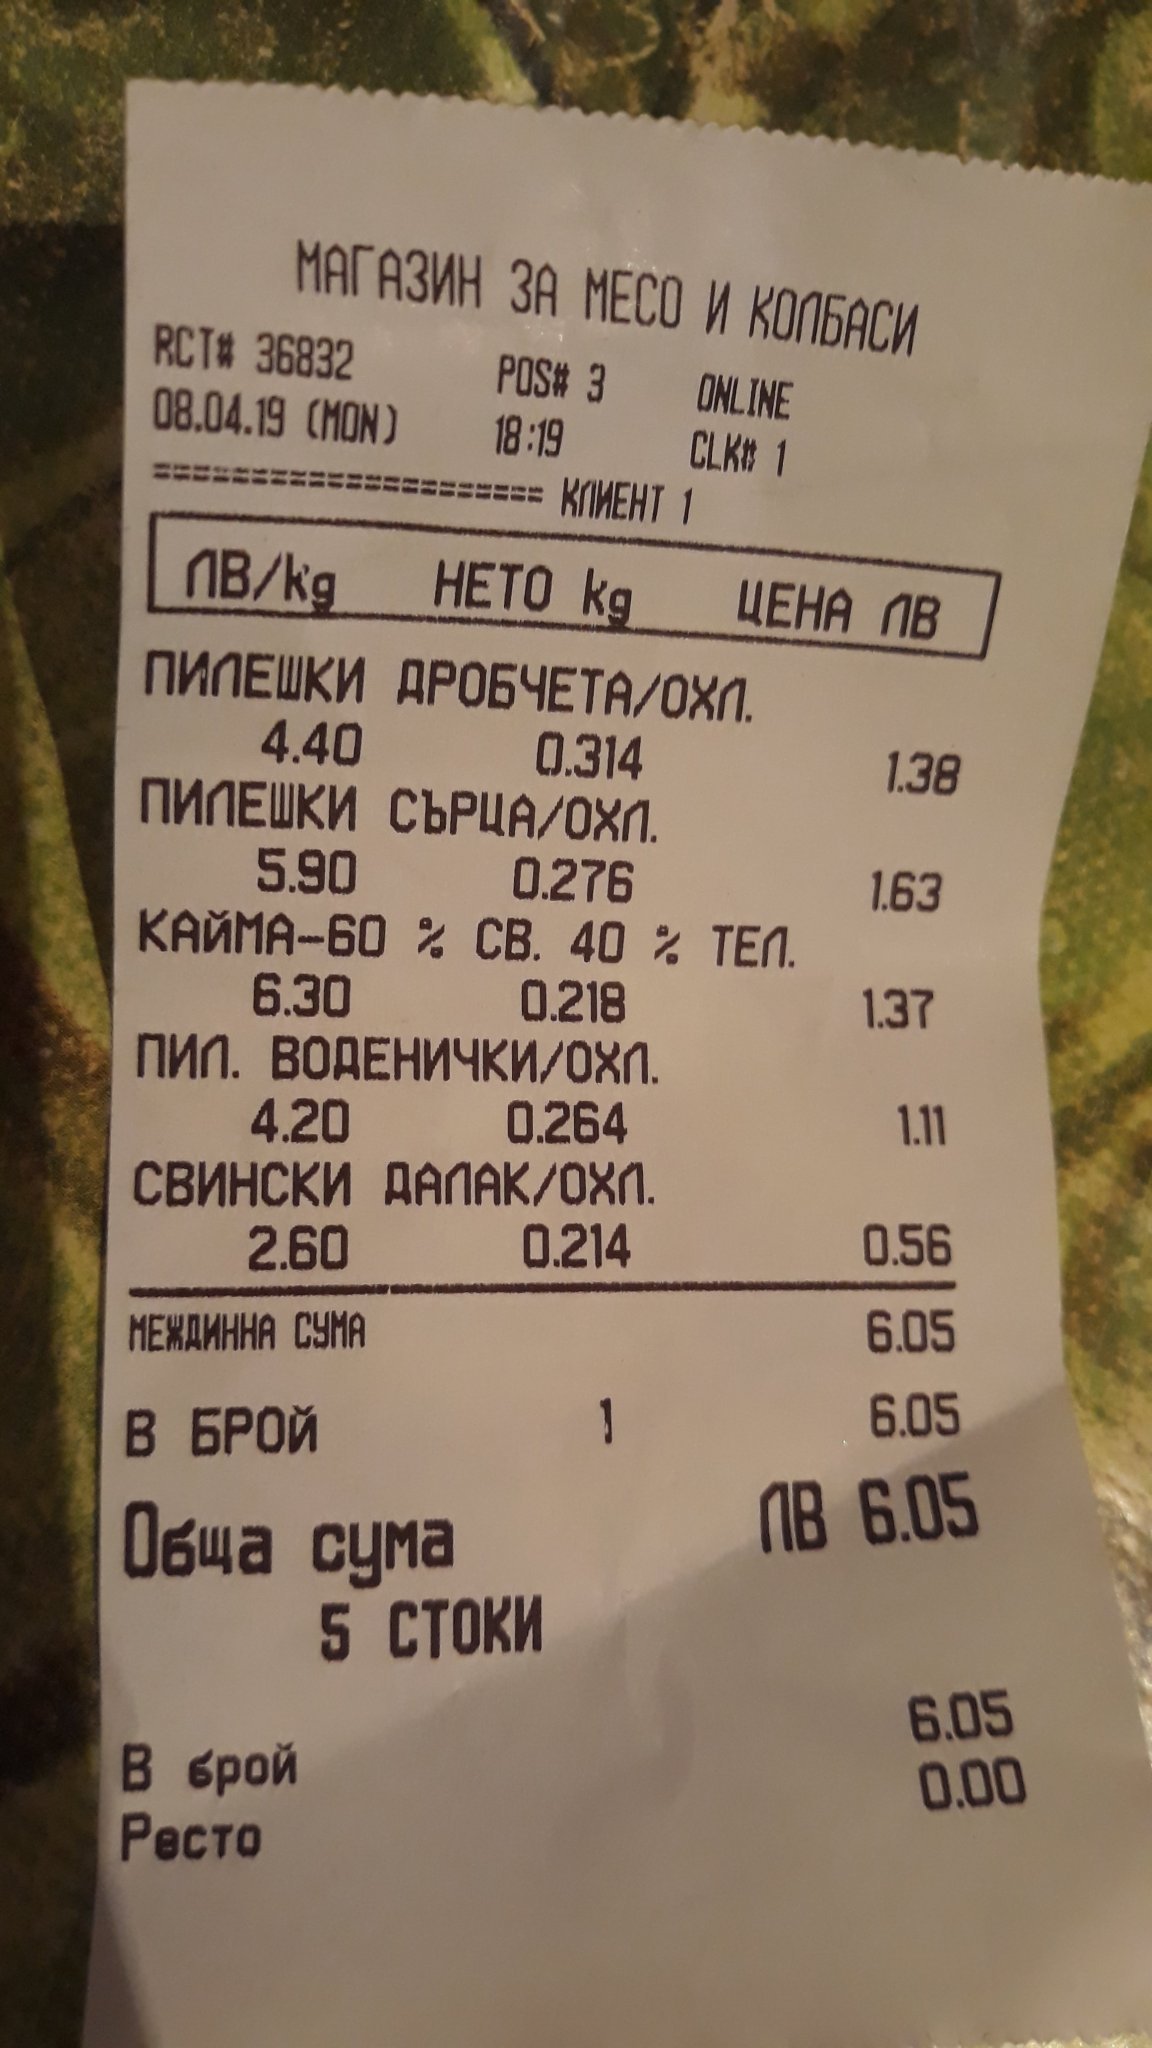 МАГАЗИН ЗА МЕСО И КОЛБАСИ
RCT# 36832 POS# 3 ONLINE
08.04.19 (MON) 18:19 CLK# 1
===================== КЛИЕНТ 1
ЛВ/kg НЕТО kg ЦЕНА ЛВ
ПИЛЕШКИ ДРОБЧЕТА/ОХЛ.
4.40 0.314 1.38
ПИЛЕШКИ СЪРЦА/ОХЛ.
5.90 0.276 1.63
КАЙМА-60 % СВ. 40 % ТЕЛ.
6.30 0.218 1.37
ПИЛ. ВОДЕНИЧКИ/ОХЛ.
4.20 0.264 1.11
СВИНСКИ ДАЛАК/ОХЛ.
2.60 0.214 0.56
МЕЖДИННА СУМА 6.05
В БРОЙ 1 6.05
Обща сума ЛВ 6.05
5 СТОКИ
В брой 6.05
Ресто 0.00